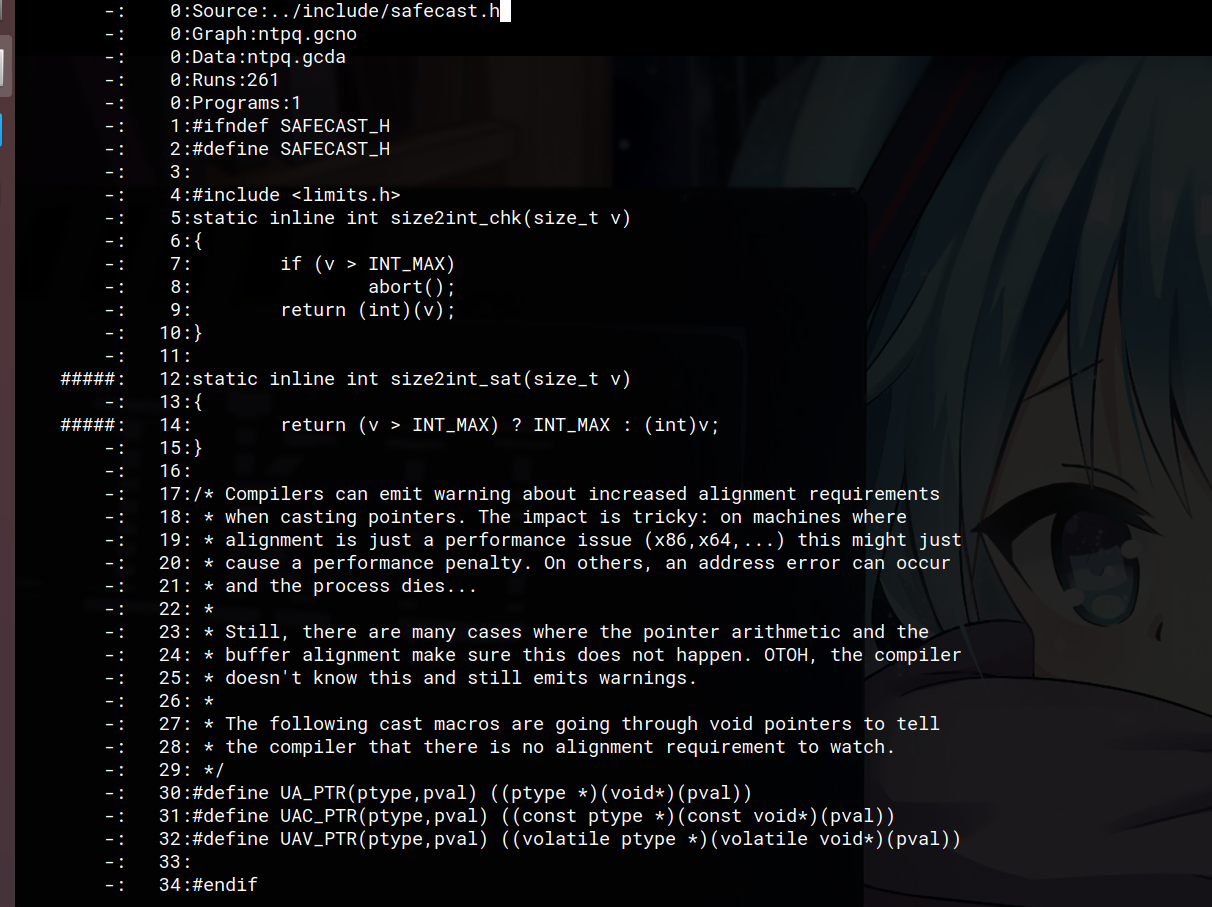 -:    0:Source:../include/safecast.h
-:    0:Graph:ntpq.gcno
-:    0:Data:ntpq.gcda
-:    0:Runs:261
-:    0:Programs:1
-:    1:#ifndef SAFECAST_H
-:    2:#define SAFECAST_H
-:    3:
-:    4:#include <limits.h>
-:    5:static inline int size2int_chk(size_t v)
-:    6:{
-:    7:        if (v > INT_MAX)
-:    8:                abort();
-:    9:        return (int)(v);
-:   10:}
-:   11:
#####:   12:static inline int size2int_sat(size_t v)
-:   13:{
#####:   14:        return (v > INT_MAX) ? INT_MAX : (int)v;
-:   15:}
-:   16:
-:   17:/* Compilers can emit warning about increased alignment requirements
-:   18: * when casting pointers. The impact is tricky: on machines where
-:   19: * alignment is just a performance issue (x86,x64,...) this might just
-:   20: * cause a performance penalty. On others, an address error can occur
-:   21: * and the process dies...
-:   22: *
-:   23: * Still, there are many cases where the pointer arithmetic and the
-:   24: * buffer alignment make sure this does not happen. OTOH, the compiler
-:   25: * doesn't know this and still emits warnings.
-:   26: *
-:   27: * The following cast macros are going through void pointers to tell
-:   28: * the compiler that there is no alignment requirement to watch.
-:   29: */
-:   30:#define UA_PTR(ptype,pval) ((ptype *)(void*)(pval))
-:   31:#define UAC_PTR(ptype,pval) ((const ptype *)(const void*)(pval))
-:   32:#define UAV_PTR(ptype,pval) ((volatile ptype *)(volatile void*)(pval))
-:   33:
-:   34:#endif